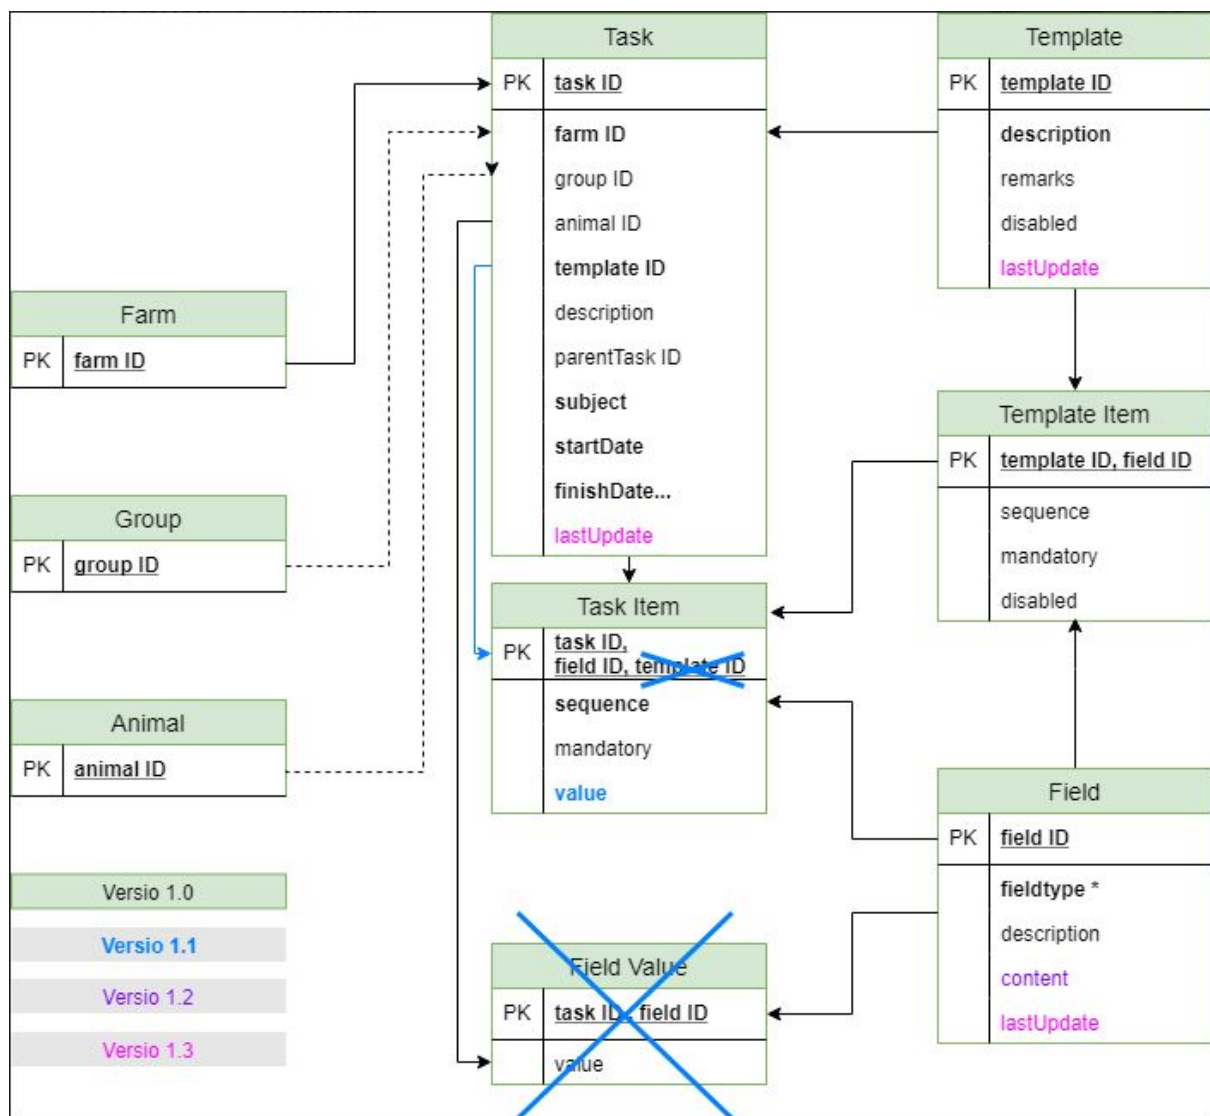 Task
PK task ID
farm ID
group ID
animal ID
template ID
description
parentTask ID
subject
startDate
finishDate...
lastUpdate
Template
PK template ID
description
remarks
disabled
lastUpdate
Farm
PK farm ID
Group
PK group ID
Animal
PK animal ID
Template Item
PK template ID, field ID
sequence
mandatory
disabled
Task Item
PK task ID,
field ID, template ID
sequence
mandatory
value
Field
PK field ID
fieldtype *
description
content
lastUpdate
Field Value
PK task ID, field ID
value
Versio 1.0
Versio 1.1
Versio 1.2
Versio 1.3